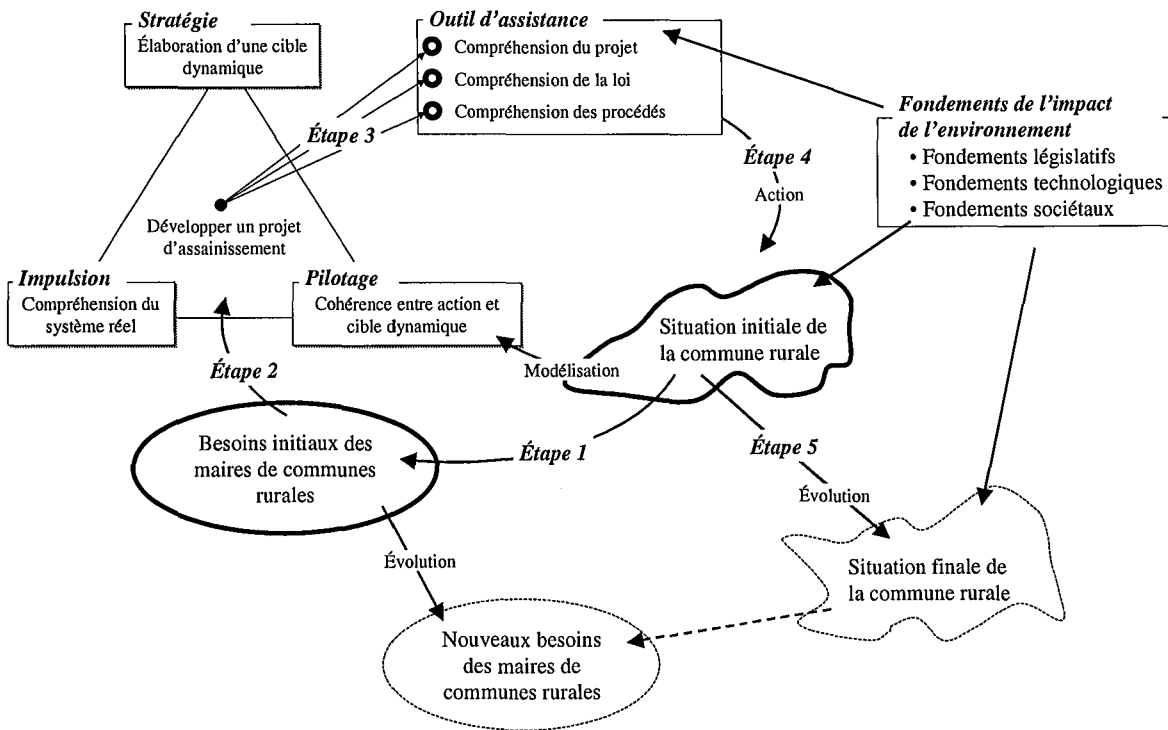 Stratégie
Élaboration d'une cible
dynamique
Outil d'assistance
Compréhension du projet
Compréhension de la loi
Compréhension des procédés
Étape 3
Étape 4
Action
Fondements de l'impact
de l'environnement
• Fondements législatifs
• Fondements technologiques
• Fondements sociétaux
Développer un projet
d'assainissement
Impulsion
Compréhension du
système réel
Pilotage
Cohérence entre action et
cible dynamique
Situation initiale de
la commune rurale
Modélisation
Étape 2
Étape 1
Étape 5
Besoins initiaux des
maires de communes
rurales
Évolution
Évolution
Situation finale de
la commune rurale
Nouveaux besoins
des maires de
communes rurales